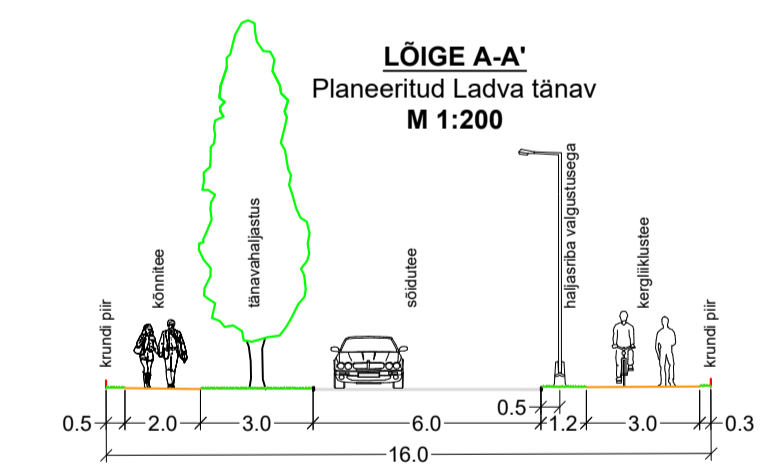 LÕIGE A-A'
Planeeritud Ladva tänav
M 1:200
krundi piir
könnitee
tänavahaljastus
sõidutee
haljasriba valgustusega
kergliiklustee
krundi piir
0.5
2.0
3.0
6.0
0.5
1.2
3.0
0.3
16.0